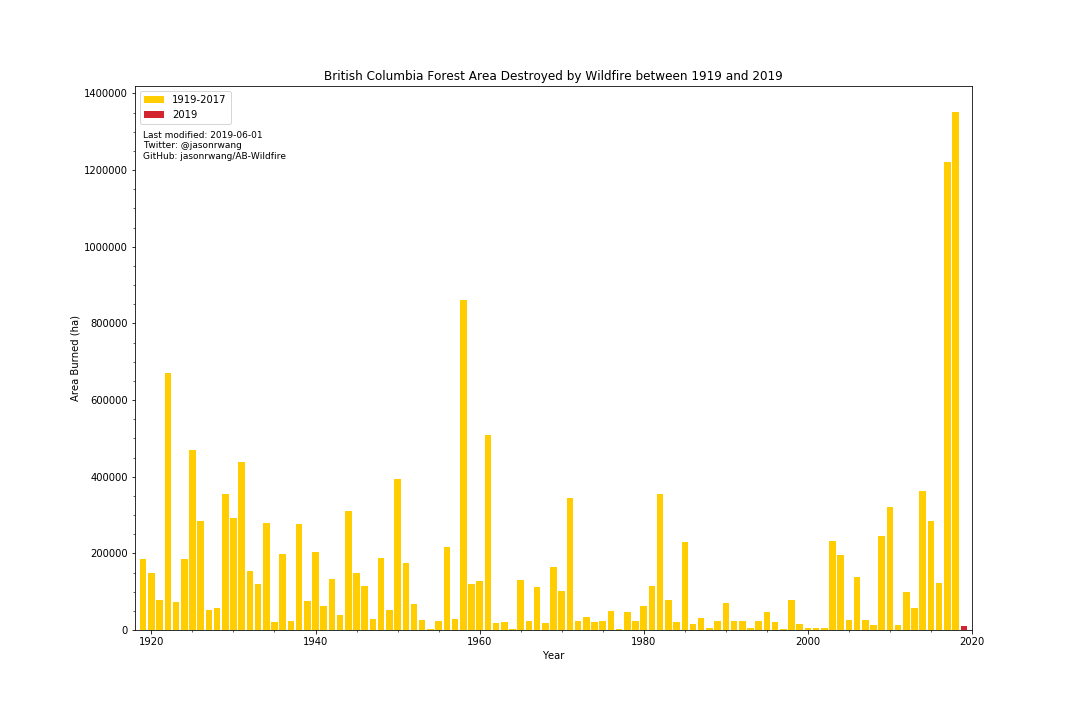 British Columbia Forest Area Destroyed by Wildfire between 1919 and 2019
1919-2017
2019
Last modified: 2019-06-01
Twitter: @jasonrwang
GitHub: jasonrwang/AB-Wildfire
1400000
1200000
1000000
800000
600000
400000
200000
0
Area Burned (ha)
1920 1940 1960 1980 2000 2020
Year